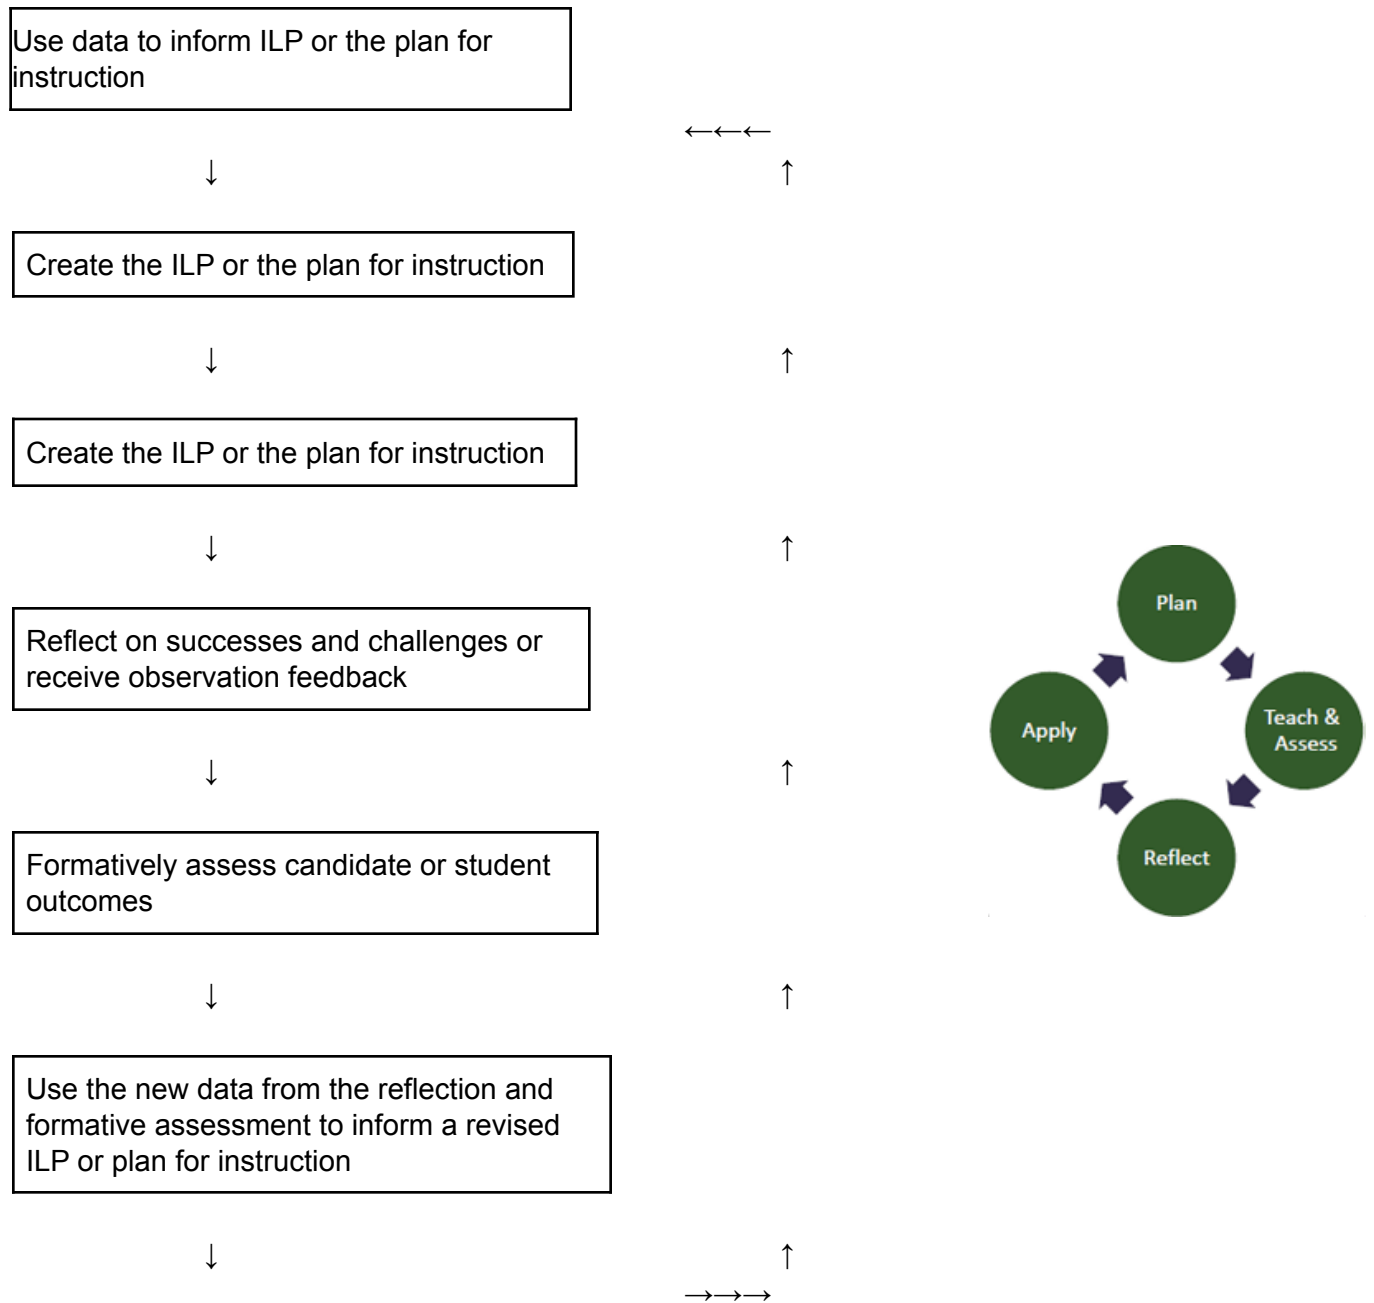 Use data to inform ILP or the plan for
instruction
←←←
↓ ↑
Create the ILP or the plan for instruction
↓ ↑
Create the ILP or the plan for instruction
↓ ↑
Reflect on successes and challenges or
receive observation feedback
↓ ↑
Formatively assess candidate or student
outcomes
↓ ↑
Use the new data from the reflection and
formative assessment to inform a revised
ILP or plan for instruction
↓ ↑
→→→
Plan
Teach &
Assess
Reflect
Apply